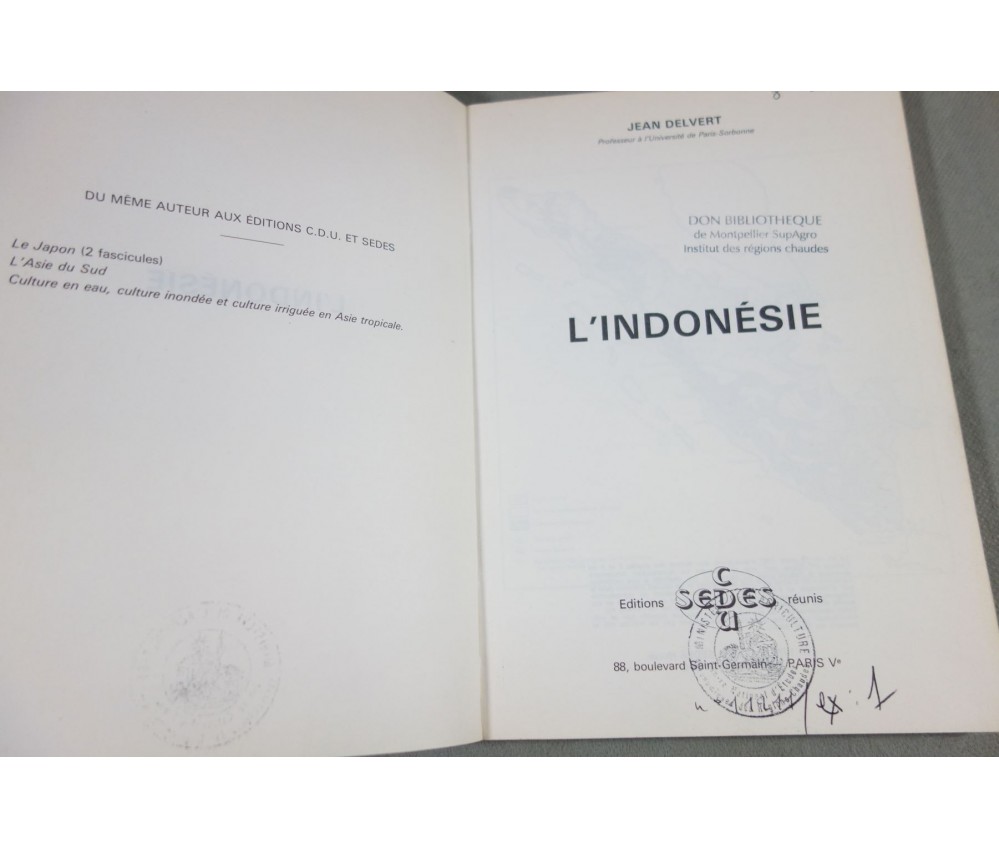 DU MÊME AUTEUR AUX ÉDITIONS C.D.U. ET SEDES
Le Japon (2 fascicules)
L'Asie du Sud
Culture en eau, culture inondée et culture irriguée en Asie tropicale.
JEAN DELVERT
Professeur à l'Université de Paris-Sorbonne
DON BIBLIOTHEQUE
de Montpellier SupAgro
Institut des régions chaudes
L'INDONÉSIE
Editions SEDES réunis
CDU
88, boulevard Saint-Germain - PARIS Ve
ex: 1